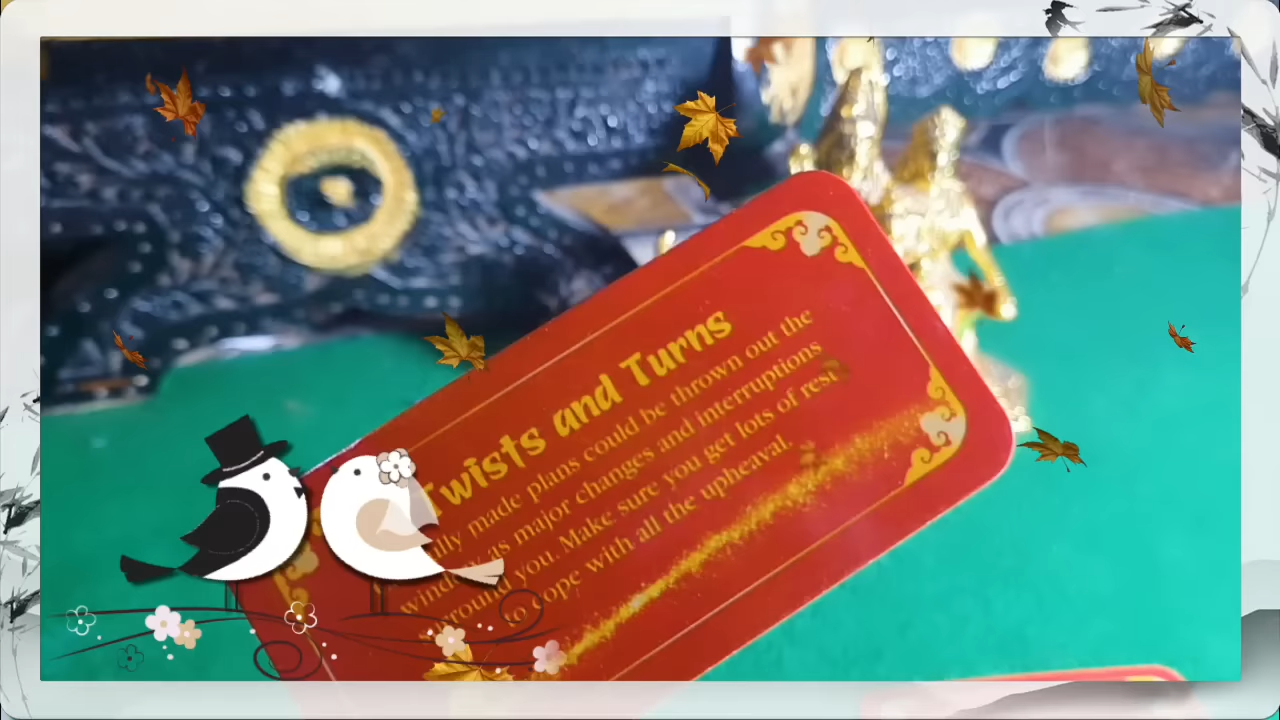 Twists and Turns
made plans could be thrown out the
window as major changes and interruptions
surround you. Make sure you get lots of rest
to cope with all the upheaval.